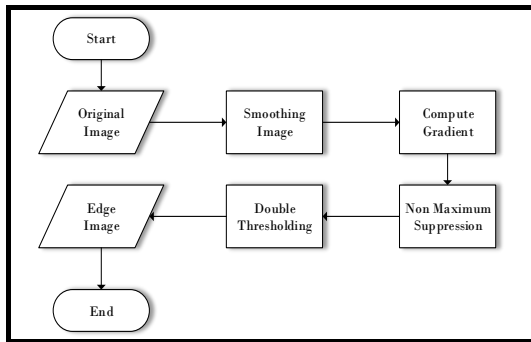 Start
Original
Image
Smoothing
Image
Compute
Gradient
Non Maximum
Suppression
Double
Thresholding
Edge
Image
End